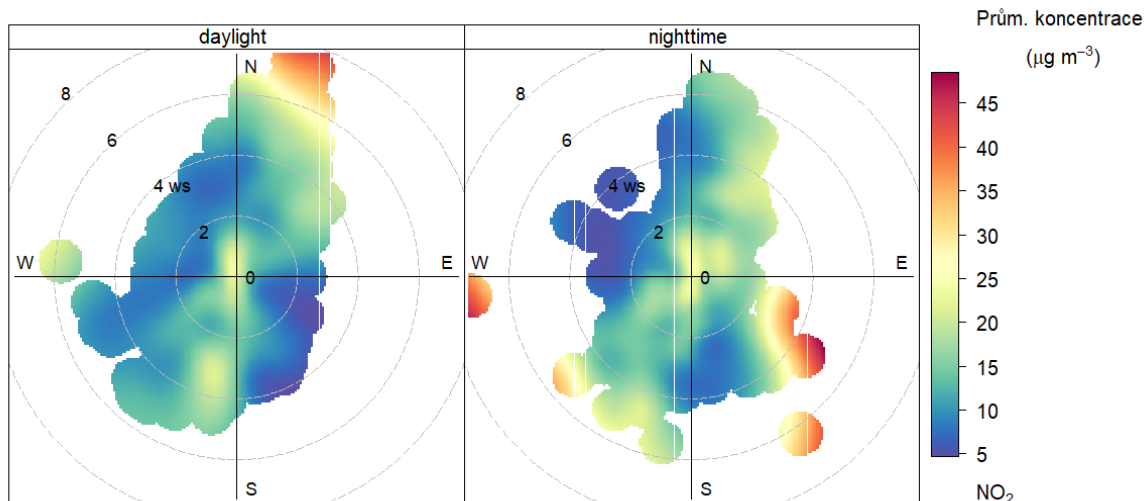 daylight
N
8
6
4 ws
2
0
W
E
S
nighttime
N
8
6
4 ws
2
0
W
E
S
Prům. koncentrace
(μg m⁻³)
45
40
35
30
25
20
15
10
5
NO₂